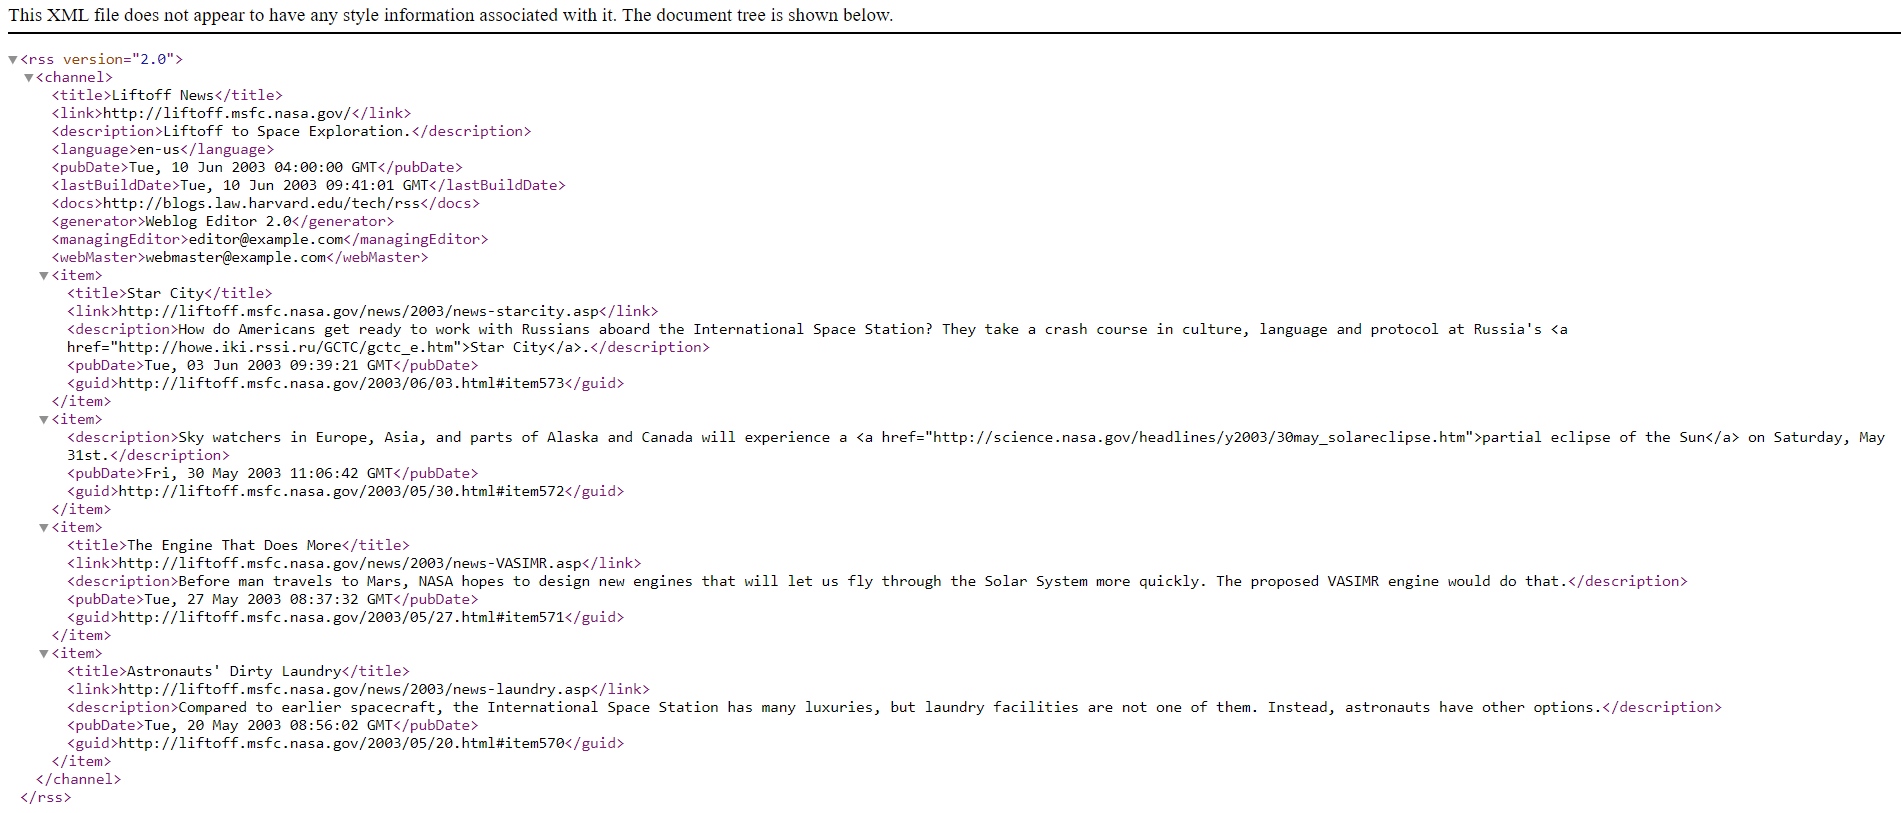 This XML file does not appear to have any style information associated with it. The document tree is shown below.
▼<rss version="2.0">
▼<channel>
<title>Liftoff News</title>
<link>http://liftoff.msfc.nasa.gov/</link>
<description>Liftoff to Space Exploration.</description>
<language>en-us</language>
<pubDate>Tue, 10 Jun 2003 04:00:00 GMT</pubDate>
<lastBuildDate>Tue, 10 Jun 2003 09:41:01 GMT</lastBuildDate>
<docs>http://blogs.law.harvard.edu/tech/rss</docs>
<generator>Weblog Editor 2.0</generator>
<managingEditor>editor@example.com</managingEditor>
<webMaster>webmaster@example.com</webMaster>
▼<item>
<title>Star City</title>
<link>http://liftoff.msfc.nasa.gov/news/2003/news-starcity.asp</link>
<description>How do Americans get ready to work with Russians aboard the International Space Station? They take a crash course in culture, language and protocol at Russia's <a
href="http://howe.iki.rssi.ru/GCTC/gctc_e.htm">Star City</a>.</description>
<pubDate>Tue, 03 Jun 2003 09:39:21 GMT</pubDate>
<guid>http://liftoff.msfc.nasa.gov/2003/06/03.html#item573</guid>
</item>
▼<item>
<description>Sky watchers in Europe, Asia, and parts of Alaska and Canada will experience a <a href="http://science.nasa.gov/headlines/y2003/30may_solareclipse.htm">partial eclipse of the Sun</a> on Saturday, May
31st.</description>
<pubDate>Fri, 30 May 2003 11:06:42 GMT</pubDate>
<guid>http://liftoff.msfc.nasa.gov/2003/05/30.html#item572</guid>
</item>
▼<item>
<title>The Engine That Does More</title>
<link>http://liftoff.msfc.nasa.gov/news/2003/news-VASIMR.asp</link>
<description>Before man travels to Mars, NASA hopes to design new engines that will let us fly through the Solar System more quickly. The proposed VASIMR engine would do that.</description>
<pubDate>Tue, 27 May 2003 08:37:32 GMT</pubDate>
<guid>http://liftoff.msfc.nasa.gov/2003/05/27.html#item571</guid>
</item>
▼<item>
<title>Astronauts' Dirty Laundry</title>
<link>http://liftoff.msfc.nasa.gov/news/2003/news-laundry.asp</link>
<description>Compared to earlier spacecraft, the International Space Station has many luxuries, but laundry facilities are not one of them. Instead, astronauts have other options.</description>
<pubDate>Tue, 20 May 2003 08:56:02 GMT</pubDate>
<guid>http://liftoff.msfc.nasa.gov/2003/05/20.html#item570</guid>
</item>
</channel>
</rss>